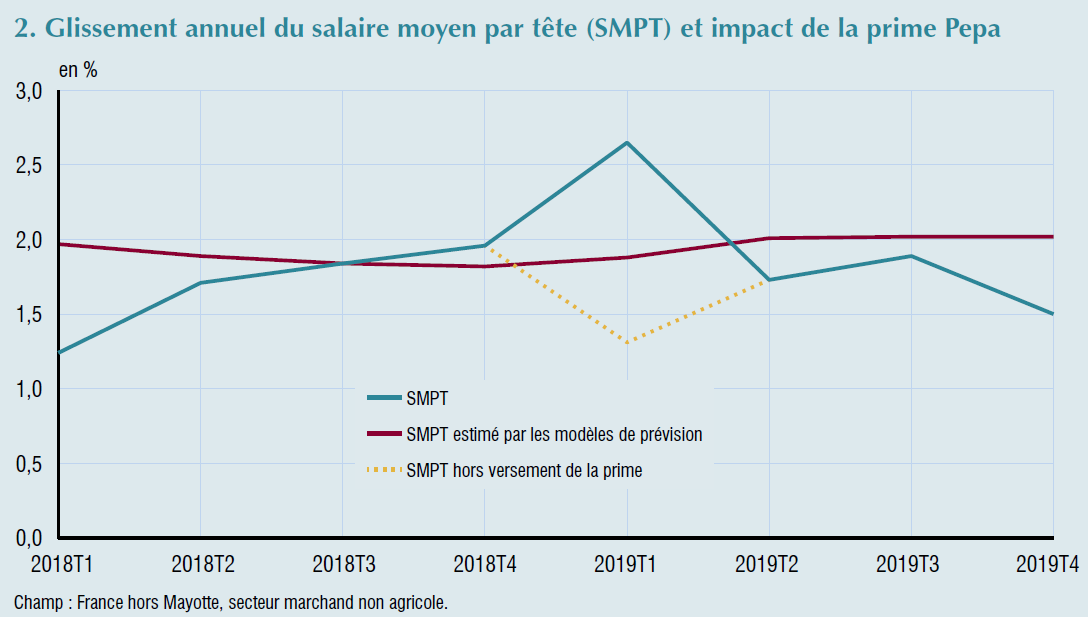 2. Glissement annuel du salaire moyen par tête (SMPT) et impact de la prime Pepa
en %
3,0
2,5
2,0
1,5
1,0
0,5
0,0
SMPT
SMPT estimé par les modèles de prévision
SMPT hors versement de la prime
2018T1 2018T2 2018T3 2018T4 2019T1 2019T2 2019T3 2019T4
Champ : France hors Mayotte, secteur marchand non agricole.